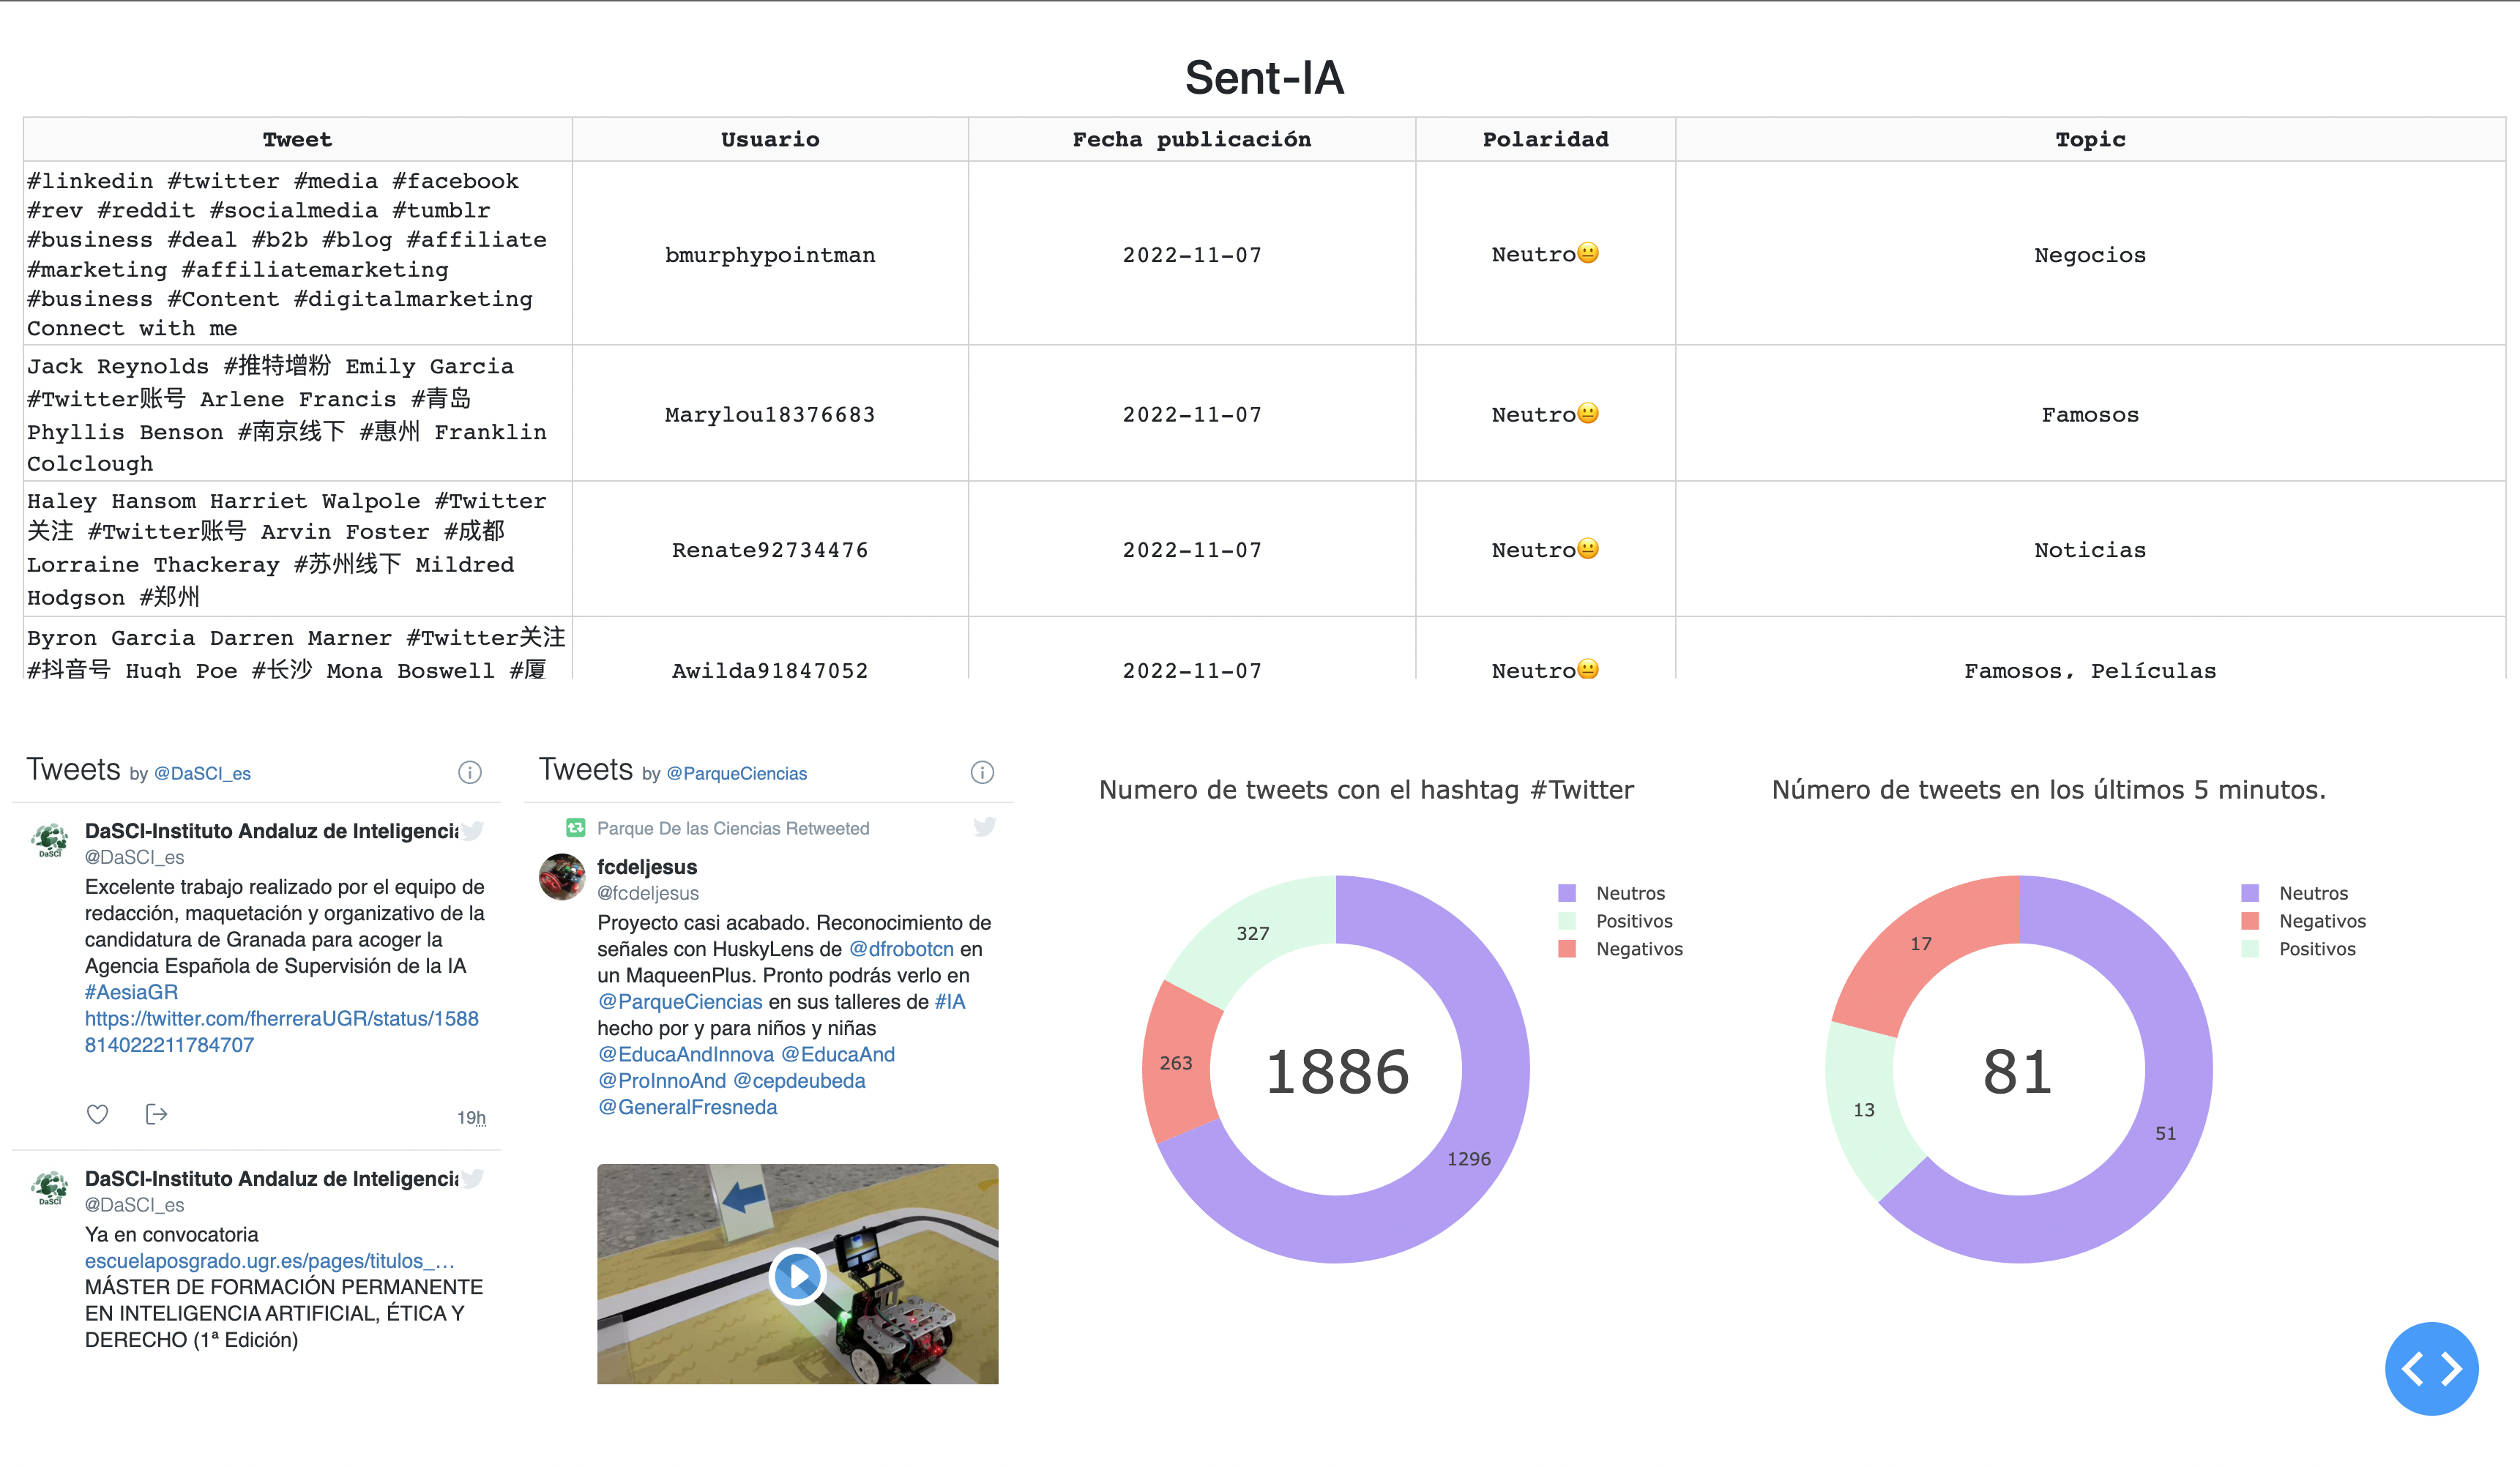 Sent-IA
Tweet Usuario Fecha publicación Polaridad Topic
#linkedin #twitter #media #facebook
#rev #reddit #socialmedia #tumblr
#business #deal #b2b #blog #affiliate
#marketing #affiliatemarketing
#business #Content #digitalmarketing
Connect with me
bmurphypointman 2022-11-07 Neutro😐 Negocios
Jack Reynolds #推特增粉 Emily Garcia
#Twitter账号 Arlene Francis #青岛
Phyllis Benson #南京线下 #惠州 Franklin
Colclough
Marylou18376683 2022-11-07 Neutro😐 Famosos
Haley Hansom Harriet Walpole #Twitter
关注 #Twitter账号 Arvin Foster #成都
Lorraine Thackeray #苏州线下 Mildred
Hodgson #郑州
Renate92734476 2022-11-07 Neutro😐 Noticias
Byron Garcia Darren Marner #Twitter关注
#抖音号 Hugh Poe #长沙 Mona Boswell #厦
Awilda91847052 2022-11-07 Neutro😐 Famosos, Películas
Tweets by @DaSCI_es
DaSCI-Instituto Andaluz de Inteligencia
@DaSCI_es
DaSCI
Excelente trabajo realizado por el equipo de
redacción, maquetación y organizativo de la
candidatura de Granada para acoger la
Agencia Española de Supervisión de la IA
#AesiaGR
https://twitter.com/fherreraUGR/status/1588
814022211784707
19h
DaSCI-Instituto Andaluz de Inteligencia
@DaSCI_es
DaSCI
Ya en convocatoria
escuelaposgrado.ugr.es/pages/titulos_…
MÁSTER DE FORMACIÓN PERMANENTE
EN INTELIGENCIA ARTIFICIAL, ÉTICA Y
DERECHO (1ª Edición)
Tweets by @ParqueCiencias
Parque De las Ciencias Retweeted
fcdeljesus
@fcdeljesus
Proyecto casi acabado. Reconocimiento de
señales con HuskyLens de @dfrobotcn en
un MaqueenPlus. Pronto podrás verlo en
@ParqueCiencias en sus talleres de #IA
hecho por y para niños y niñas
@EducaAndInnova @EducaAnd
@ProInnoAnd @cepdeubeda
@GeneralFresneda
Numero de tweets con el hashtag #Twitter
327
263
1886
1296
Neutros
Positivos
Negativos
Número de tweets en los últimos 5 minutos.
17
13
81
51
Neutros
Negativos
Positivos